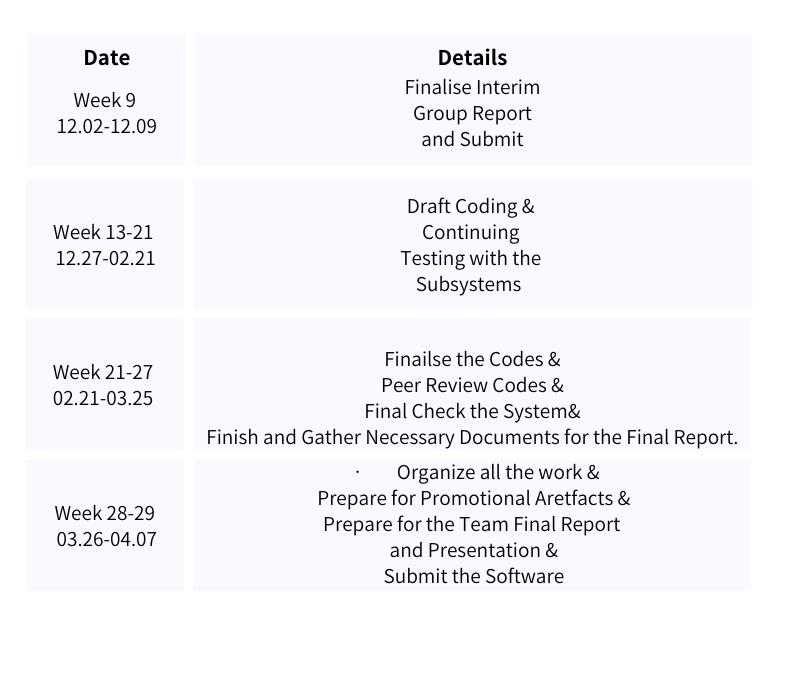 Date
Details
Week 9
12.02-12.09
Finalise Interim
Group Report
and Submit
Week 13-21
12.27-02.21
Draft Coding &
Continuing
Testing with the
Subsystems
Week 21-27
02.21-03.25
Finailse the Codes &
Peer Review Codes &
Final Check the System&
Finish and Gather Necessary Documents for the Final Report.
Week 28-29
03.26-04.07
· Organize all the work &
Prepare for Promotional Aretfacts &
Prepare for the Team Final Report
and Presentation &
Submit the Software